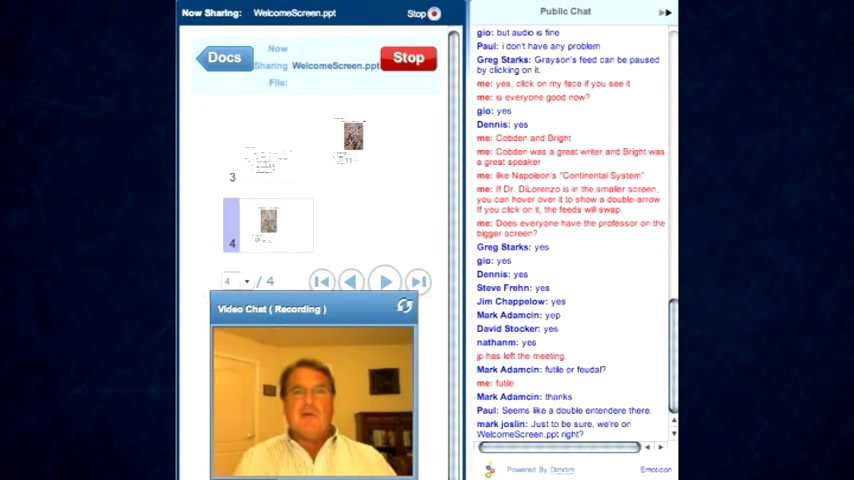 Now Sharing: WelcomeScreen.ppt Stop
Docs
Now
Sharing WelcomeScreen.ppt
File:
Stop
3
4
4 / 4
Video Chat ( Recording )
Public Chat
gio: but audio is fine
Paul: i don't have any problem
Greg Starks: Grayson's feed can be paused
by clicking on it.
me: yes, click on my face if you see it
me: is everyone good now?
gio: yes
Dennis: yes
me: Cobden and Bright
me: Cobden was a great writer and Bright was
a great speaker
me: like Napoleon's "Continental System"
me: If Dr. DiLorenzo is in the smaller screen,
you can hover over it to show a double-arrow.
If you click on it, the feeds will swap.
me: Does everyone have the professor on the
bigger screen?
Greg Starks: yes
gio: yes
Dennis: yes
Steve Frehn: yes
Jim Chappelow: yes
Mark Adamcin: yep
David Stocker: yes
nathanm: yes
jp has left the meeting.
Mark Adamcin: futile or feudal?
me: futile
Mark Adamcin: thanks
Paul: Seems like a double entendere there.
mark joslin: Just to be sure, we're on
WelcomeScreen.ppt right?
Powered By Dimdim Emoticon